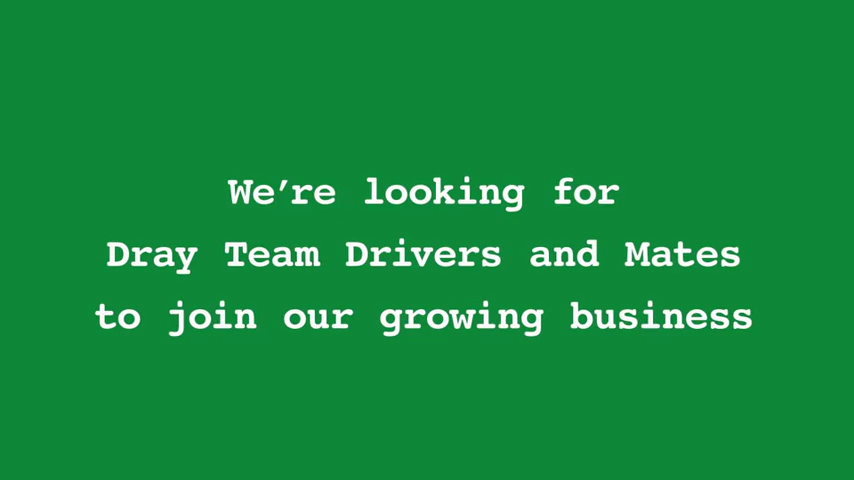 We’re looking for
Dray Team Drivers and Mates
to join our growing business